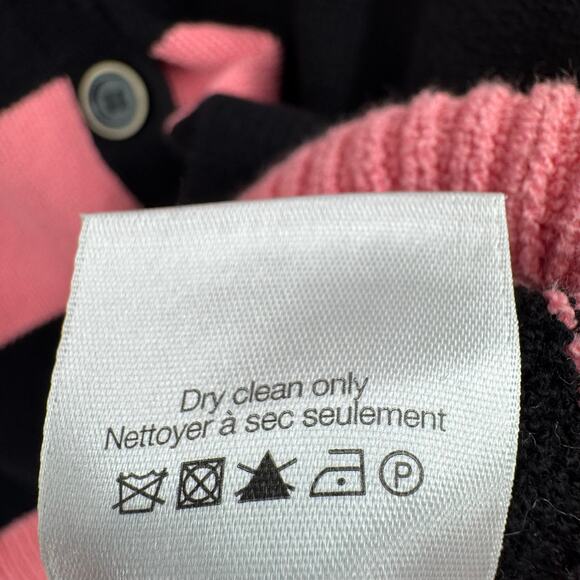 Dry clean only
Nettoyer à sec seulement
P